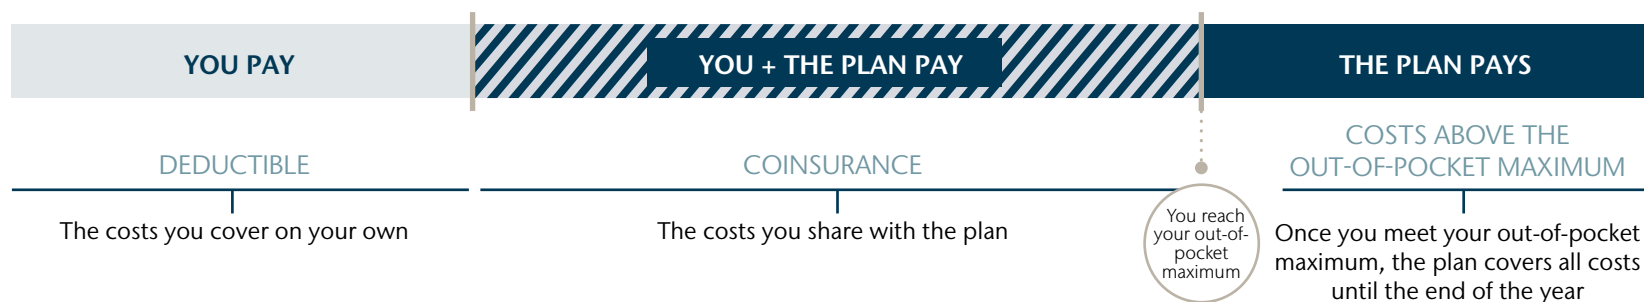 YOU PAY
YOU + THE PLAN PAY
THE PLAN PAYS
DEDUCTIBLE
COINSURANCE
COSTS ABOVE THE
OUT-OF-POCKET MAXIMUM
The costs you cover on your own
The costs you share with the plan
You reach
your out-of-
pocket
maximum
Once you meet your out-of-pocket
maximum, the plan covers all costs
until the end of the year